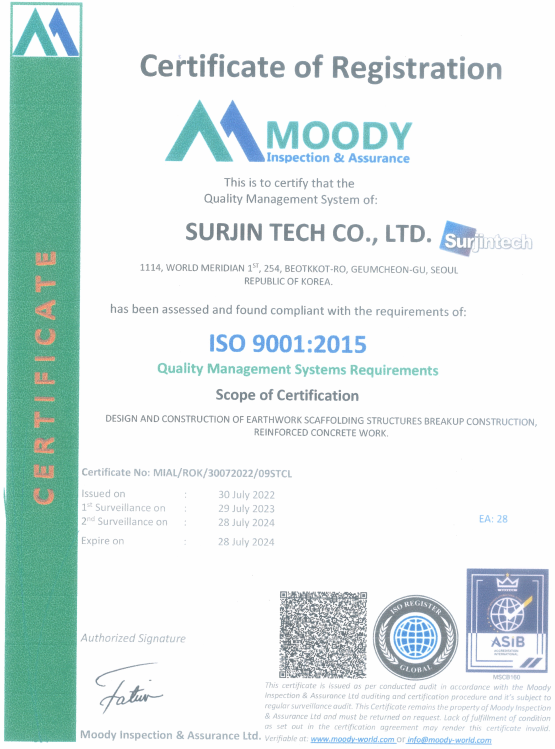 Certificate of Registration
MOODY
Inspection & Assurance
This is to certify that the
Quality Management System of:
SURJIN TECH CO., LTD.
Surjintech
1114, WORLD MERIDIAN 1ST, 254, BEOTKKOT-RO, GEUMCHEON-GU, SEOUL
REPUBLIC OF KOREA.
has been assessed and found compliant with the requirements of:
ISO 9001:2015
Quality Management Systems Requirements
Scope of Certification
DESIGN AND CONSTRUCTION OF EARTHWORK SCAFFOLDING STRUCTURES BREAKUP CONSTRUCTION,
REINFORCED CONCRETE WORK.
CERTIFICATE
Certificate No: MIAL/ROK/30072022/09STCL
Issued on : 30 July 2022
1st Surveillance on : 29 July 2023
2nd Surveillance on : 28 July 2024
EA: 28
Expire on : 28 July 2024
ISO REGISTER
GLOBAL
ASIB
ACCREDITATION
INTERNATIONAL
MSCB160
Authorized Signature
This certificate is issued as per conducted audit in accordance with the Moody
Inspection & Assurance Ltd auditing and certification procedure and it's subject to
regular surveillance audit. This Certificate remains the property of Moody Inspection
& Assurance Ltd and must be returned on request. Lack of fulfillment of condition
as set out in the certification agreement may render this certificate invalid.
Moody Inspection & Assurance Ltd.
Verifiable at: www.moody-world.com or info@moody-world.com